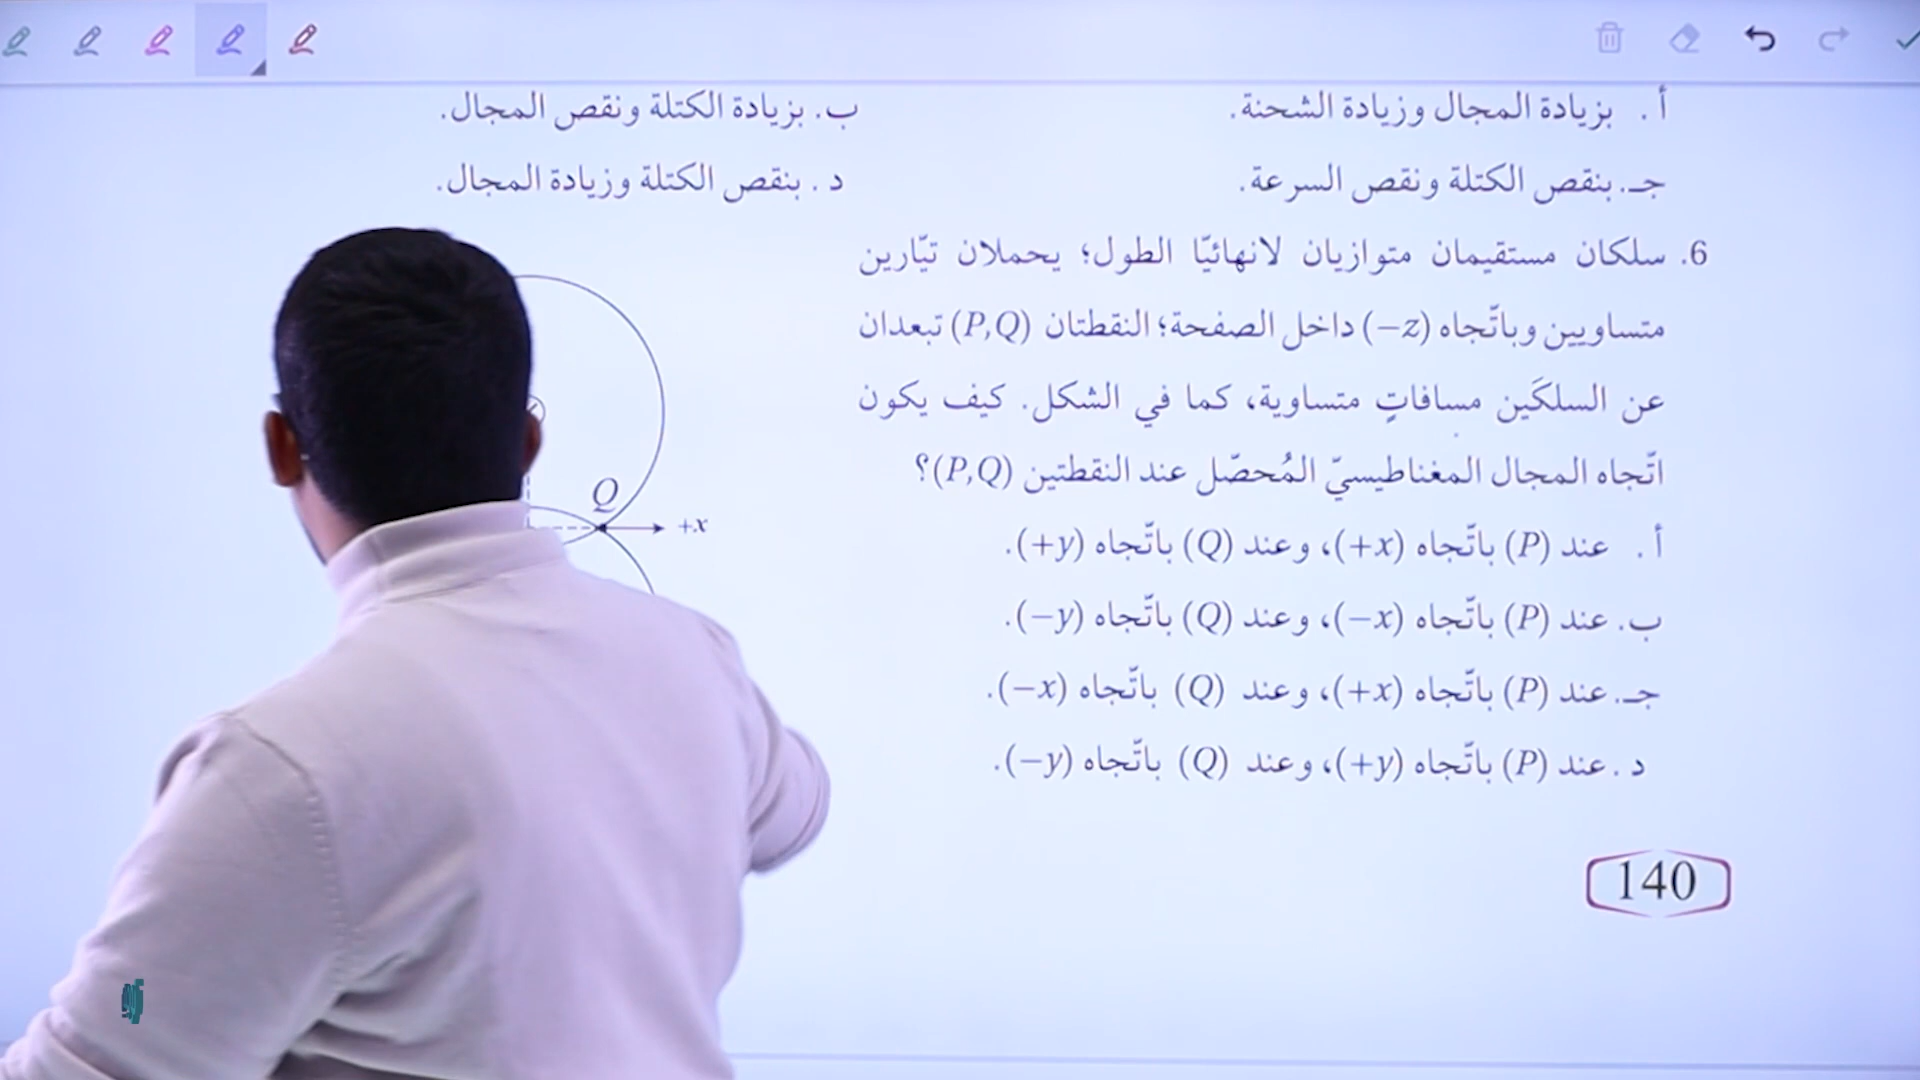 أ . بزيادة المجال وزيادة الشحنة.
ب. بزيادة الكتلة ونقص المجال.
جـ. بنقص الكتلة ونقص السرعة.
د . بنقص الكتلة وزيادة المجال.
6. سلكان مستقيمان متوازيان لانهائيّا الطول؛ يحملان تيّارين
متساويين وباتّجاه (−z) داخل الصفحة؛ النقطتان (P,Q) تبعدان
عن السلكَين مسافاتٍ متساوية، كما في الشكل. كيف يكون
اتّجاه المجال المغناطيسيّ المُحصّل عند النقطتين (P,Q)؟
أ . عند (P) باتّجاه (+x)، وعند (Q) باتّجاه (+y).
ب. عند (P) باتّجاه (−x)، وعند (Q) باتّجاه (−y).
جـ. عند (P) باتّجاه (+x)، وعند (Q) باتّجاه (−x).
د . عند (P) باتّجاه (+y)، وعند (Q) باتّجاه (−y).
Q
+x
140